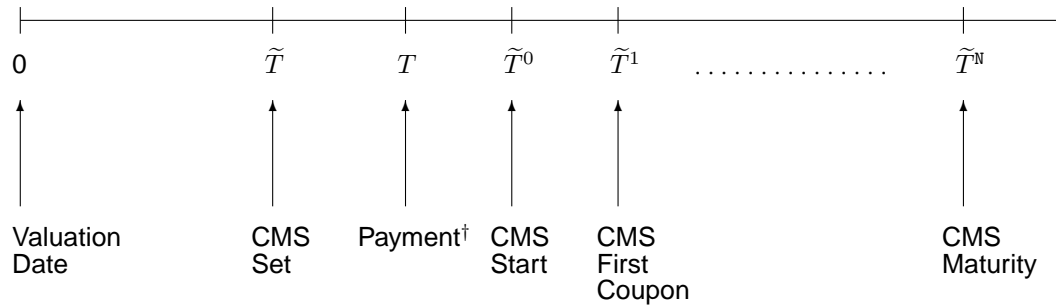 0 T̃ T T̃⁰ T̃¹ ............... T̃ᴺ
Valuation Date
CMS Set
Payment†
CMS Start
CMS First Coupon
CMS Maturity